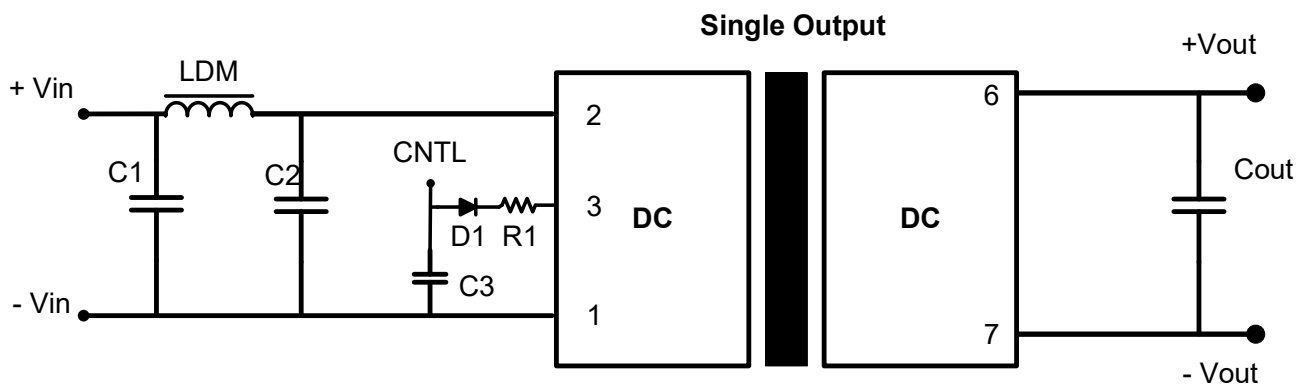 Single Output
+Vout
LDM
+ Vin
6
2
CNTL
C1
C2
Cout
3
DC
DC
D1
R1
C3
- Vin
1
7
- Vout